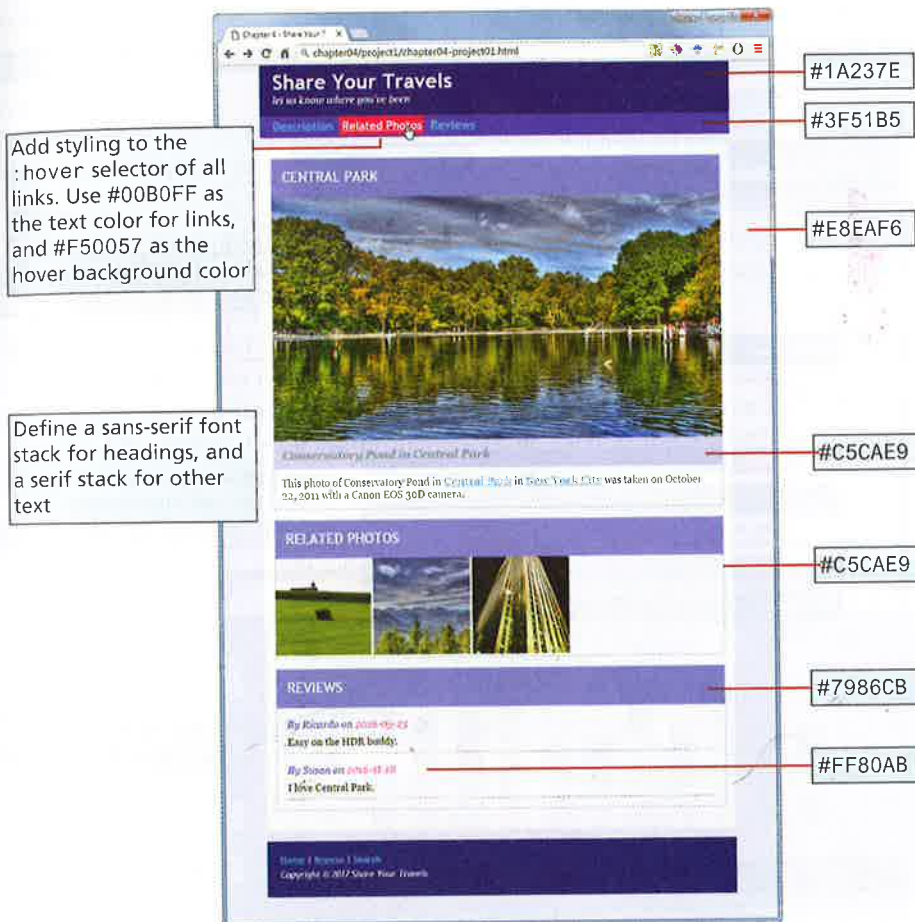 Chapter 4 - Share Your T
chapter04/project1/chapter04-project01.html
Share Your Travels
let us know where you've been
Description Related Photos Reviews
#1A237E
#3F51B5
Add styling to the
:hover selector of all
links. Use #00B0FF as
the text color for links,
and #F50057 as the
hover background color
CENTRAL PARK
#E8EAF6
Define a sans-serif font
stack for headings, and
a serif stack for other
text
Conservatory Pond in Central Park
#C5CAE9
This photo of Conservatory Pond in Central Park in New York City was taken on October
22, 2011 with a Canon EOS 30D camera.
RELATED PHOTOS
#C5CAE9
REVIEWS
#7986CB
By Ricardo on 2016-05-23
Easy on the HDR buddy.
By Susan on
#FF80AB
I love Central Park.
Home | Browse | Search
Copyright © 2017 Share Your Travels